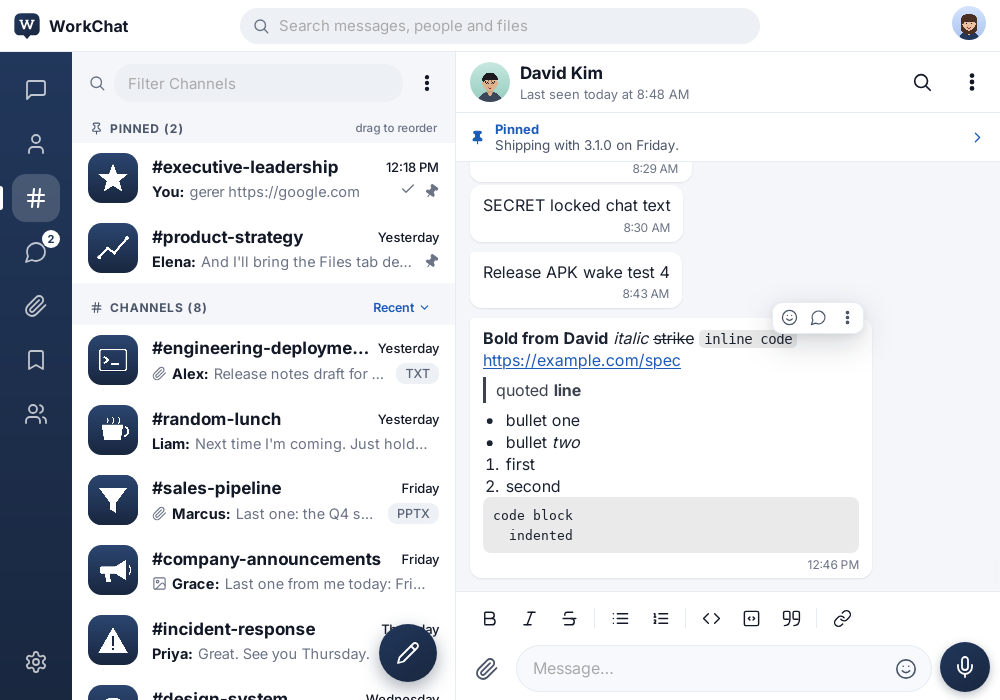 W WorkChat
Search messages, people and files
2
Filter Channels
PINNED (2) drag to reorder
#executive-leadership 12:18 PM
You: gerer https://google.com
#product-strategy Yesterday
Elena: And I'll bring the Files tab de...
# CHANNELS (8) Recent
#engineering-deployme... Yesterday
Alex: Release notes draft for ... TXT
#random-lunch Yesterday
Liam: Next time I'm coming. Just hold...
#sales-pipeline Friday
Marcus: Last one: the Q4 s... PPTX
#company-announcements Friday
Grace: Last one from me today: Fri...
#incident-response
Priya: Great. See you Thursday.
#design-system Wednesday
David Kim
Last seen today at 8:48 AM
Pinned
Shipping with 3.1.0 on Friday.
8:29 AM
SECRET locked chat text
8:30 AM
Release APK wake test 4
8:43 AM
Bold from David italic strike inline code
https://example.com/spec
quoted line
• bullet one
• bullet two
1. first
2. second
code block
  indented
12:46 PM
B I S
Message...